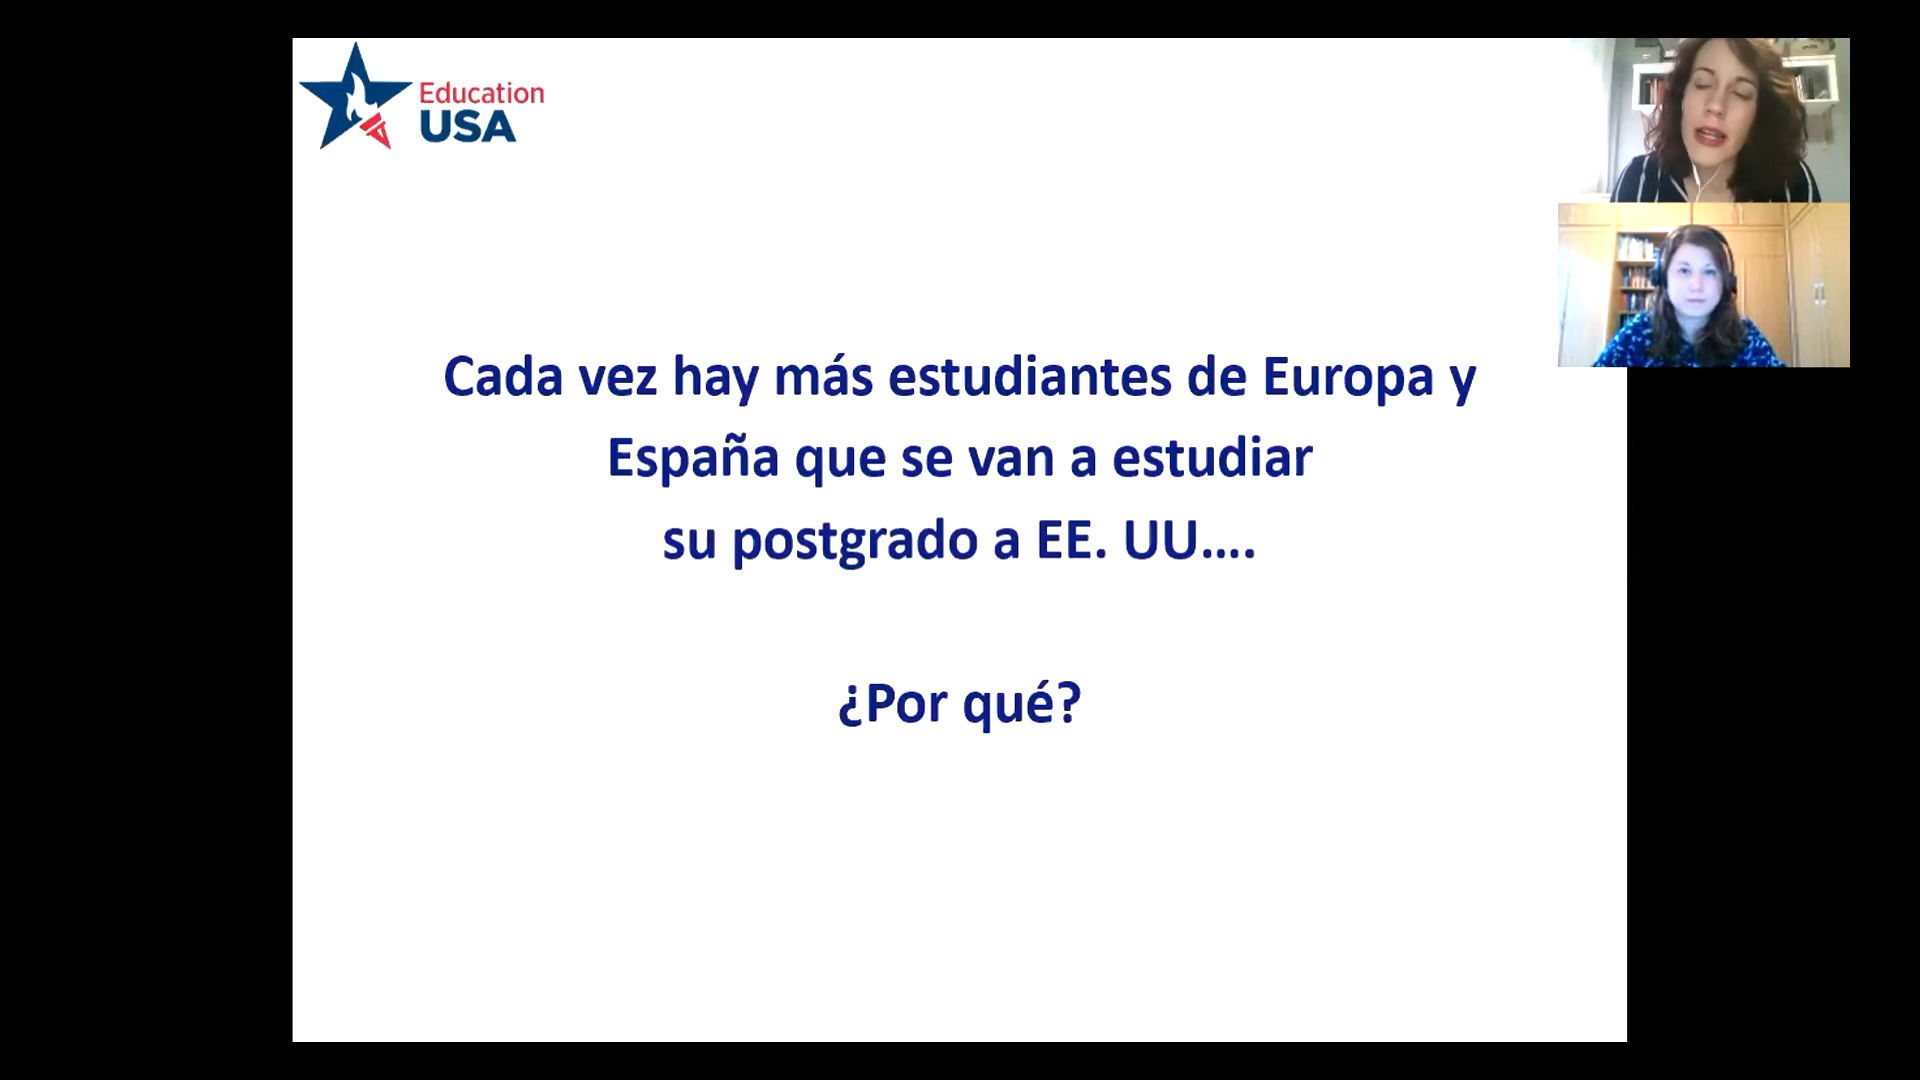 Education
USA
Cada vez hay más estudiantes de Europa y
España que se van a estudiar
su postgrado a EE. UU....
¿Por qué?